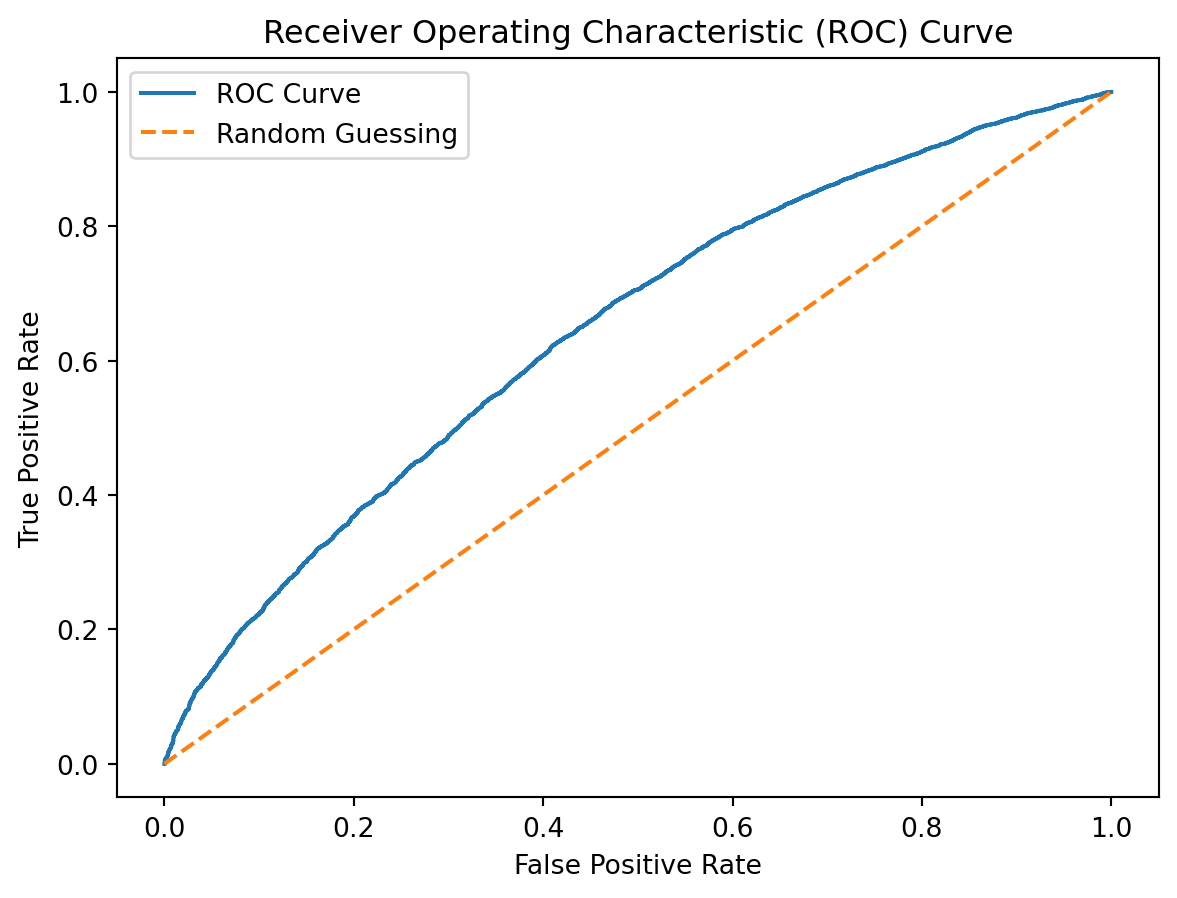 Receiver Operating Characteristic (ROC) Curve
ROC Curve
Random Guessing
1.0
0.8
0.6
0.4
0.2
0.0
True Positive Rate
0.0 0.2 0.4 0.6 0.8 1.0
False Positive Rate